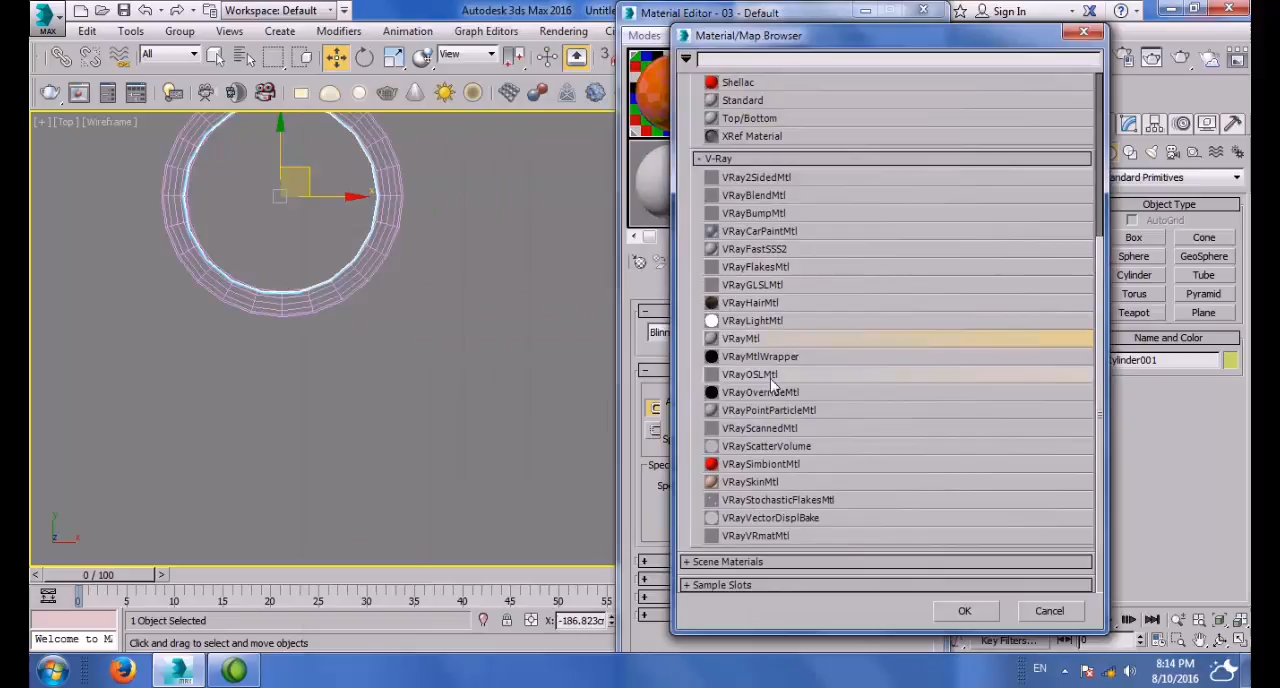 Workspace: Default
Autodesk 3ds Max 2016
Material Editor - 03 - Default
Sign In
MAX
Edit
Tools
Group
Views
Create
Modifiers
Animation
Graph Editors
Rendering
Modes
Material/Map Browser
All
View
[+] [Top] [Wireframe]
Shellac
Standard
Top/Bottom
XRef Material
- V-Ray
VRay2SidedMtl
VRayBlendMtl
VRayBumpMtl
VRayCarPaintMtl
VRayFastSSS2
VRayFlakesMtl
VRayGLSLMtl
VRayHairMtl
VRayLightMtl
VRayMtl
VRayMtlWrapper
VRayOSLMtl
VRayOverrideMtl
VRayPointParticleMtl
VRayScannedMtl
VRayScatterVolume
VRaySimbiontMtl
VRaySkinMtl
VRayStochasticFlakesMtl
VRayVectorDisplBake
VRayVRmatMtl
+ Scene Materials
+ Sample Slots
OK
Cancel
Blinn
Spec
andard Primitives
Object Type
AutoGrid
Box
Cone
Sphere
GeoSphere
Cylinder
Tube
Torus
Pyramid
Teapot
Plane
Name and Color
Cylinder001
x
y
z
x
< 0 / 100 >
0 5 10 15 20 25 30 35 40 45 50 55
1 Object Selected
X: -186.823
Welcome to M
Click and drag to select and move objects
Key Filters...
0
MAX
EN
8:14 PM
8/10/2016